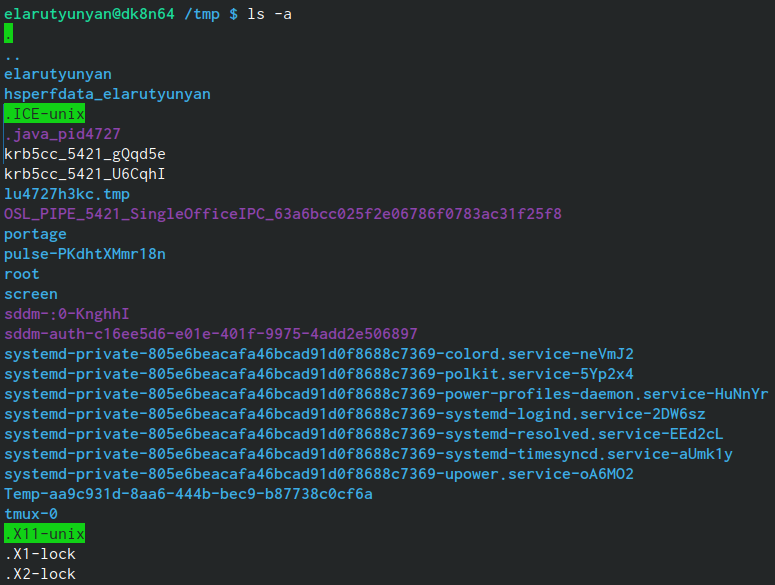 elarutyunyan@dk8n64 /tmp $ ls -a
.
..
elarutyunyan
hsperfdata_elarutyunyan
.ICE-unix
.java_pid4727
krb5cc_5421_gQqd5e
krb5cc_5421_U6CqhI
lu4727h3kc.tmp
OSL_PIPE_5421_SingleOfficeIPC_63a6bcc025f2e06786f0783ac31f25f8
portage
pulse-PKdhtXMmr18n
root
screen
sddm-:0-KnghhI
sddm-auth-c16ee5d6-e01e-401f-9975-4add2e506897
systemd-private-805e6beacafa46bcad91d0f8688c7369-colord.service-neVmJ2
systemd-private-805e6beacafa46bcad91d0f8688c7369-polkit.service-5Yp2x4
systemd-private-805e6beacafa46bcad91d0f8688c7369-power-profiles-daemon.service-HuNnYr
systemd-private-805e6beacafa46bcad91d0f8688c7369-systemd-logind.service-2DW6sz
systemd-private-805e6beacafa46bcad91d0f8688c7369-systemd-resolved.service-EEd2cL
systemd-private-805e6beacafa46bcad91d0f8688c7369-systemd-timesyncd.service-aUmk1y
systemd-private-805e6beacafa46bcad91d0f8688c7369-upower.service-oA6MO2
Temp-aa9c931d-8aa6-444b-bec9-b87738c0cf6a
tmux-0
.X11-unix
.X1-lock
.X2-lock